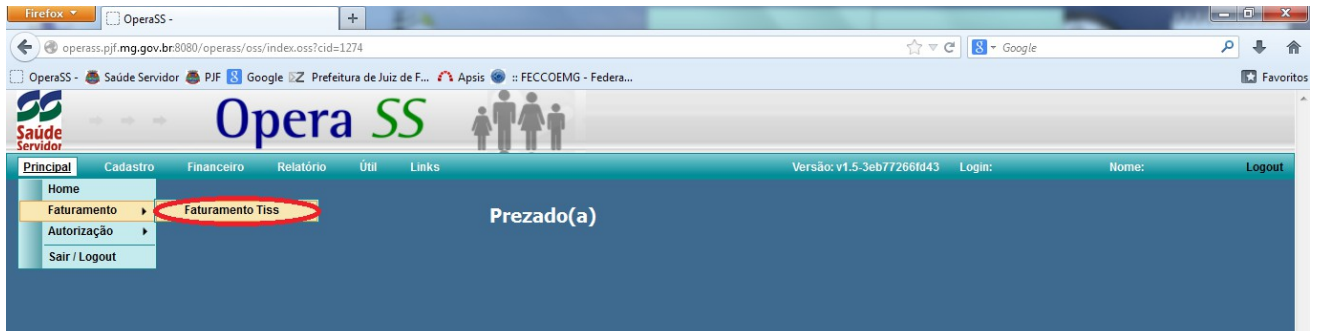 Firefox
OperaSS -
operass.pjf.mg.gov.br:8080/operass/oss/index.oss?cid=1274
Google
OperaSS - Saúde Servidor PJF Google Prefeitura de Juiz de F... Apsis :: FECCOEMG - Federa... Favoritos
Saúde
Servidor
Opera SS
Principal Cadastro Financeiro Relatório Útil Links Versão: v1.5-3eb77266fd43 Login: Nome: Logout
Home
Faturamento Faturamento Tiss
Prezado(a)
Autorização
Sair / Logout